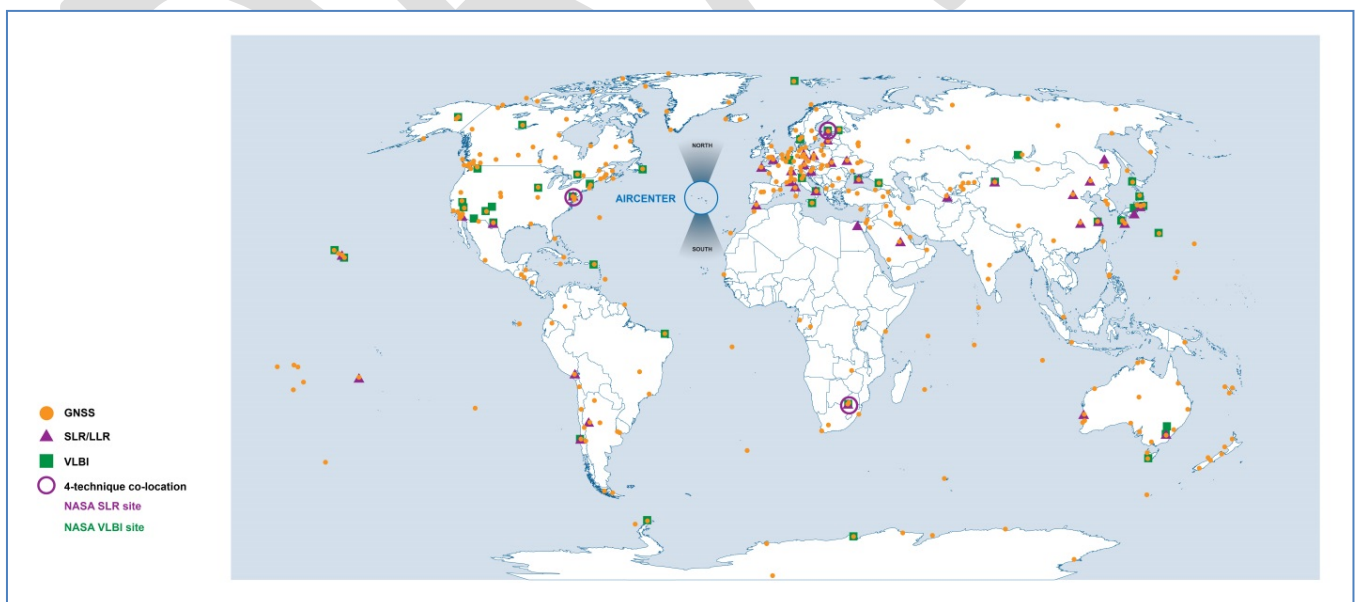 NORTH
AIRCENTER
SOUTH
GNSS
SLR/LLR
VLBI
4-technique co-location
NASA SLR site
NASA VLBI site